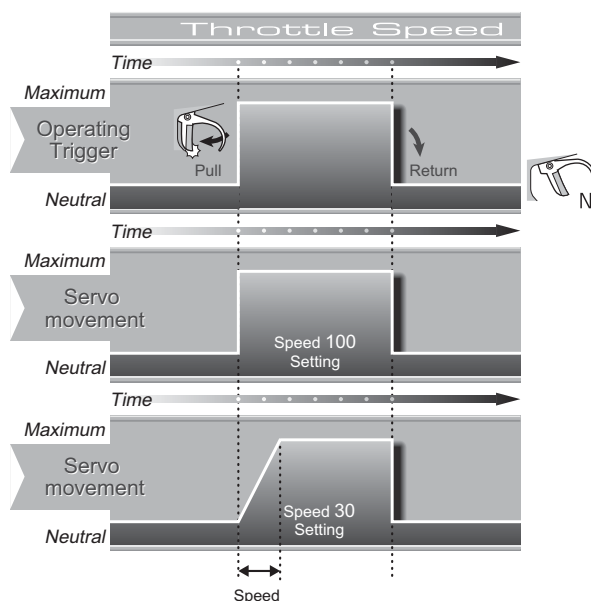 Throttle Speed
Time
Maximum
Operating
Trigger
Pull
Return
Neutral
N
Time
Maximum
Servo
movement
Speed 100
Setting
Neutral
Time
Maximum
Servo
movement
Speed 30
Setting
Neutral
Speed